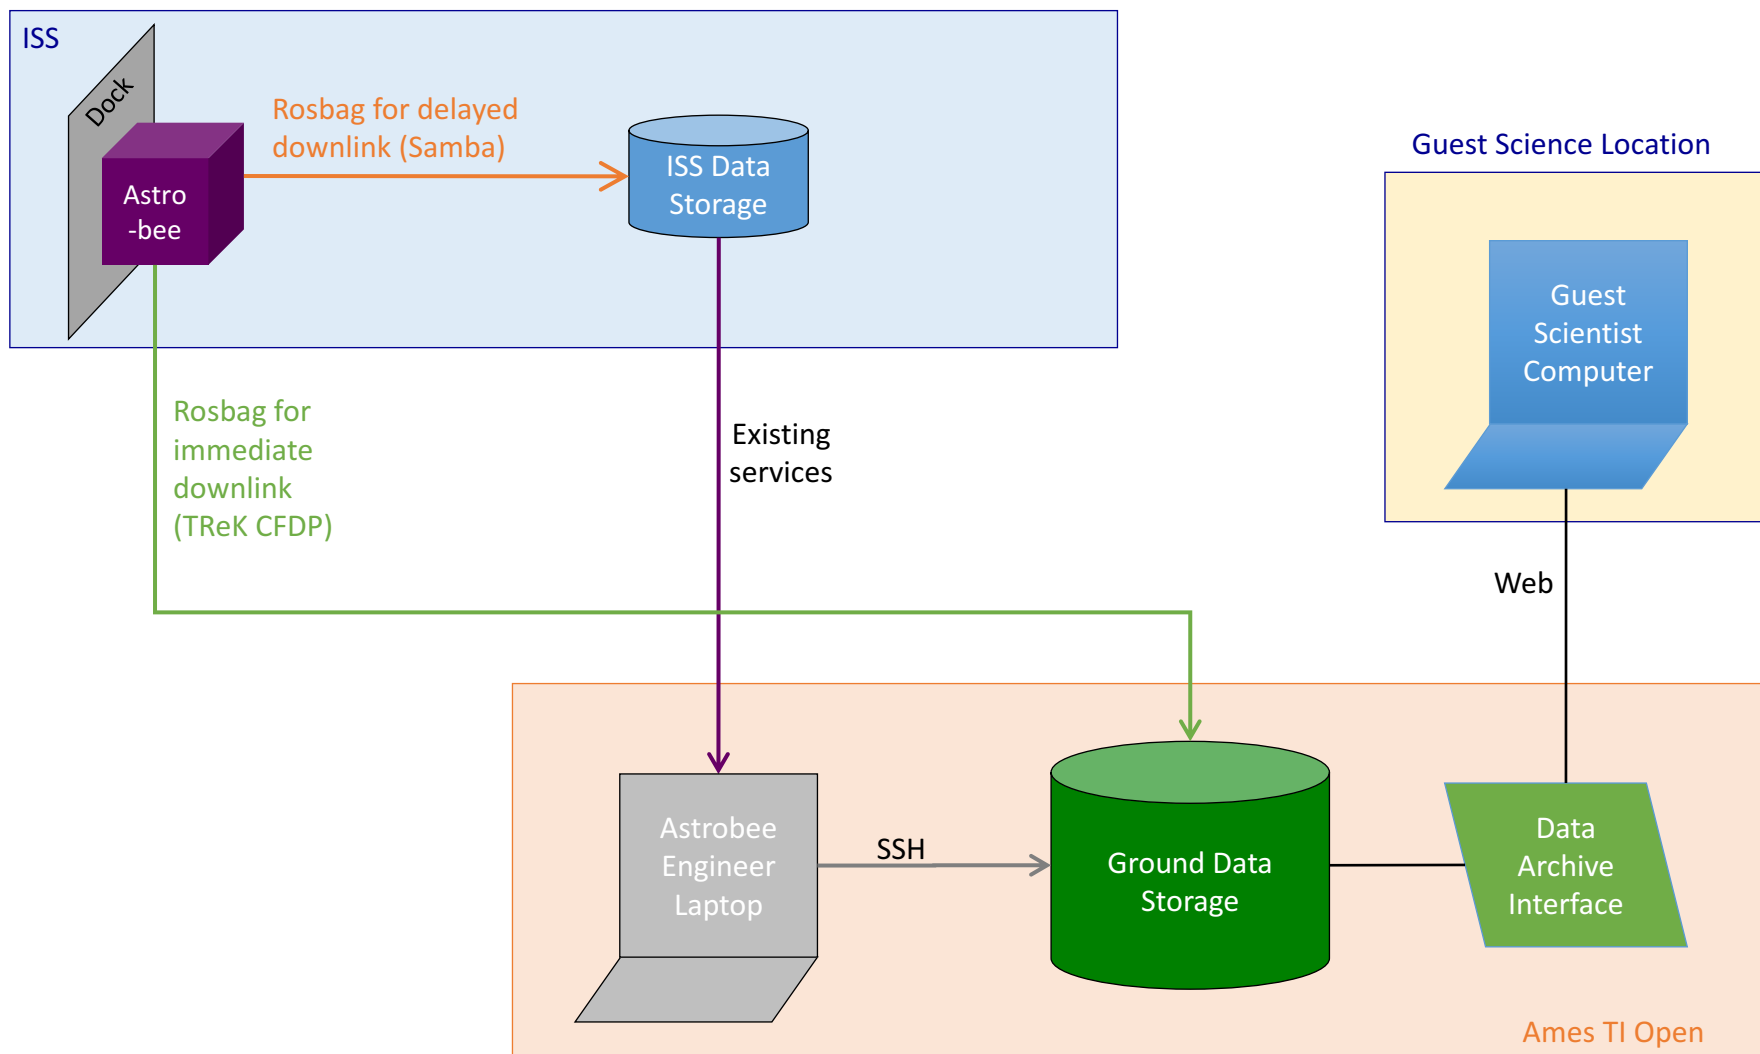 ISS
Dock
Astro
-bee
Rosbag for delayed
downlink (Samba)
ISS Data
Storage
Guest Science Location
Guest
Scientist
Computer
Rosbag for
immediate
downlink
(TReK CFDP)
Existing
services
Web
Astrobee
Engineer
Laptop
SSH
Ground Data
Storage
Data
Archive
Interface
Ames TI Open